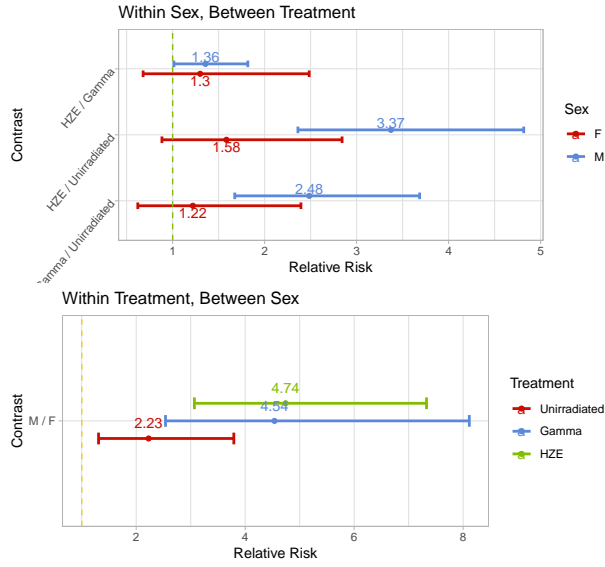 Within Sex, Between Treatment
Contrast
HZE / Gamma
HZE / Unirradiated
Gamma / Unirradiated
1.36
1.3
3.37
1.58
2.48
1.22
1
2
3
4
5
Relative Risk
Sex
F
M
Within Treatment, Between Sex
Contrast
M / F
4.74
4.54
2.23
2
4
6
8
Relative Risk
Treatment
a Unirradiated
a Gamma
a HZE